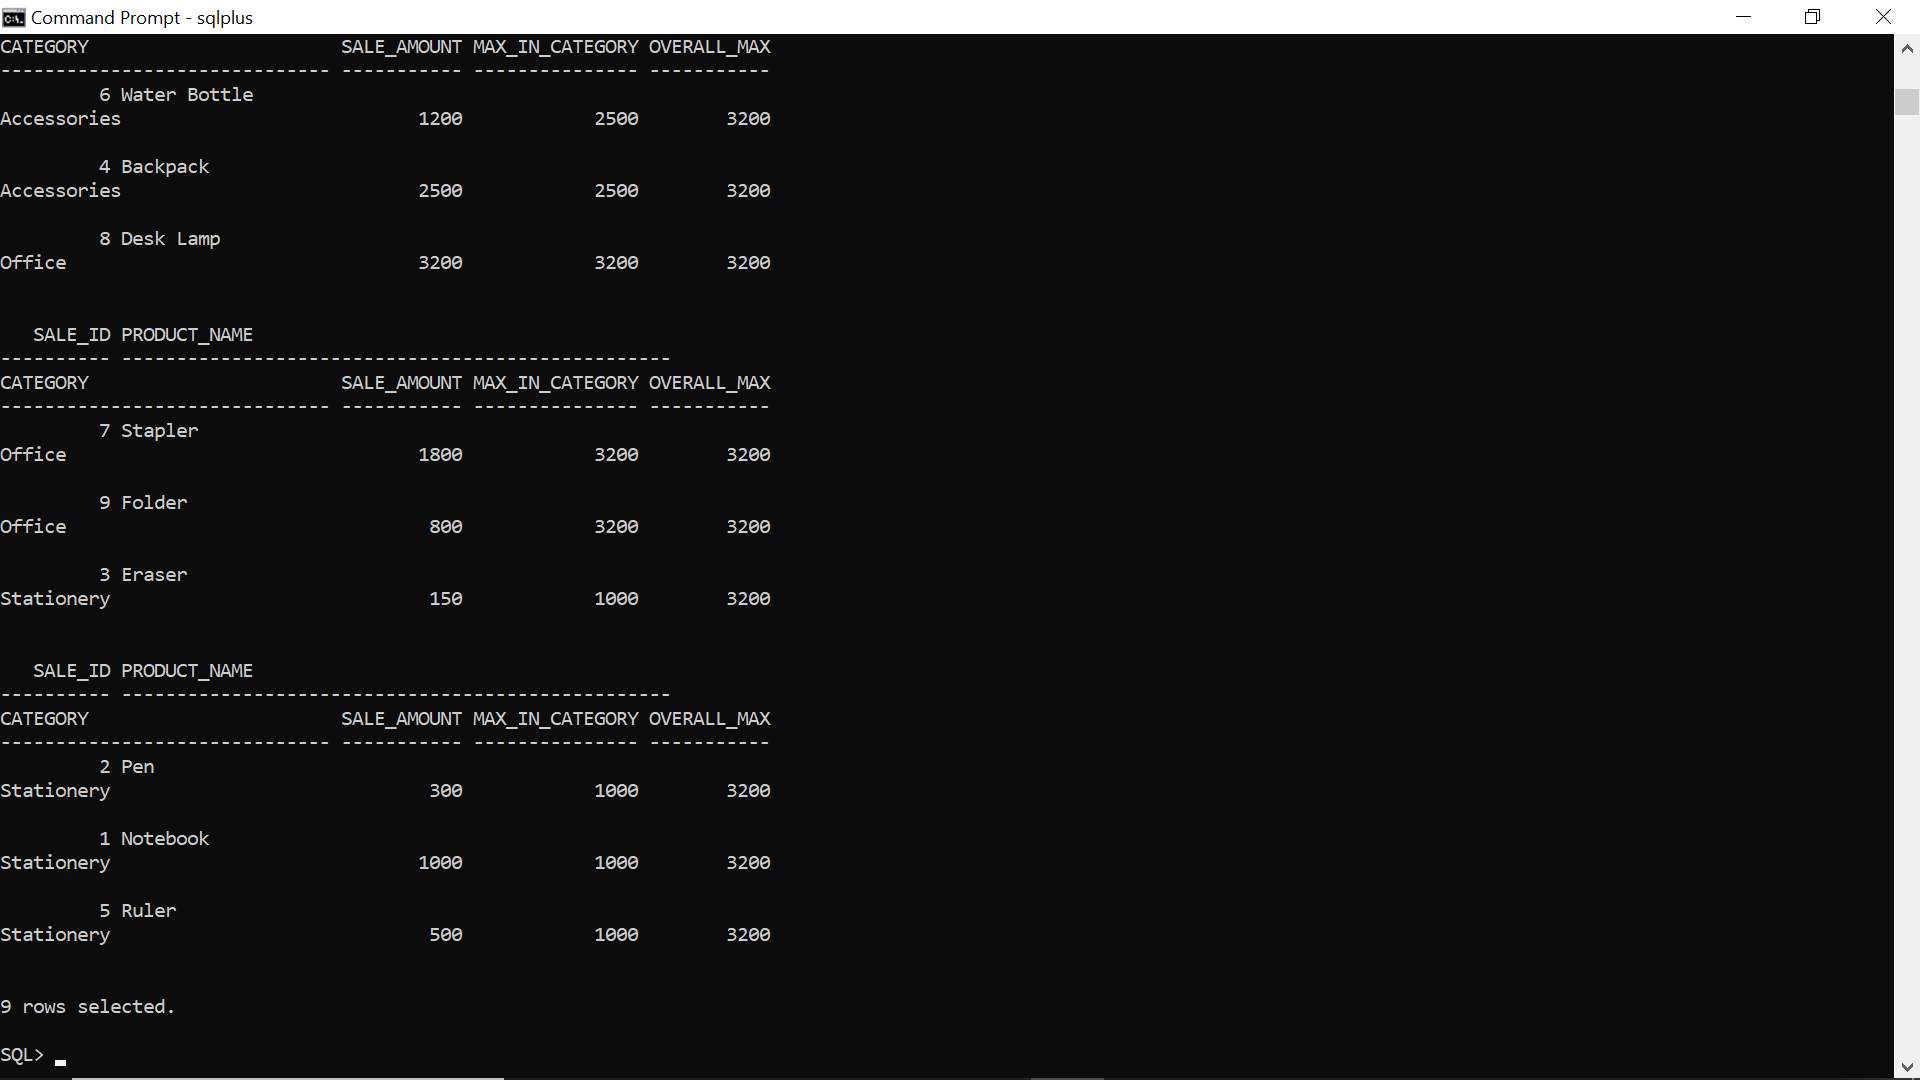 Command Prompt - sqlplus
CATEGORY                       SALE_AMOUNT MAX_IN_CATEGORY OVERALL_MAX
------------------------------ ----------- --------------- -----------
         6 Water Bottle
Accessories                           1200            2500        3200
         4 Backpack
Accessories                           2500            2500        3200
         8 Desk Lamp
Office                                3200            3200        3200
   SALE_ID PRODUCT_NAME
---------- --------------------------------------------------
CATEGORY                       SALE_AMOUNT MAX_IN_CATEGORY OVERALL_MAX
------------------------------ ----------- --------------- -----------
         7 Stapler
Office                                1800            3200        3200
         9 Folder
Office                                 800            3200        3200
         3 Eraser
Stationery                             150            1000        3200
   SALE_ID PRODUCT_NAME
---------- --------------------------------------------------
CATEGORY                       SALE_AMOUNT MAX_IN_CATEGORY OVERALL_MAX
------------------------------ ----------- --------------- -----------
         2 Pen
Stationery                             300            1000        3200
         1 Notebook
Stationery                            1000            1000        3200
         5 Ruler
Stationery                             500            1000        3200
9 rows selected.
SQL>